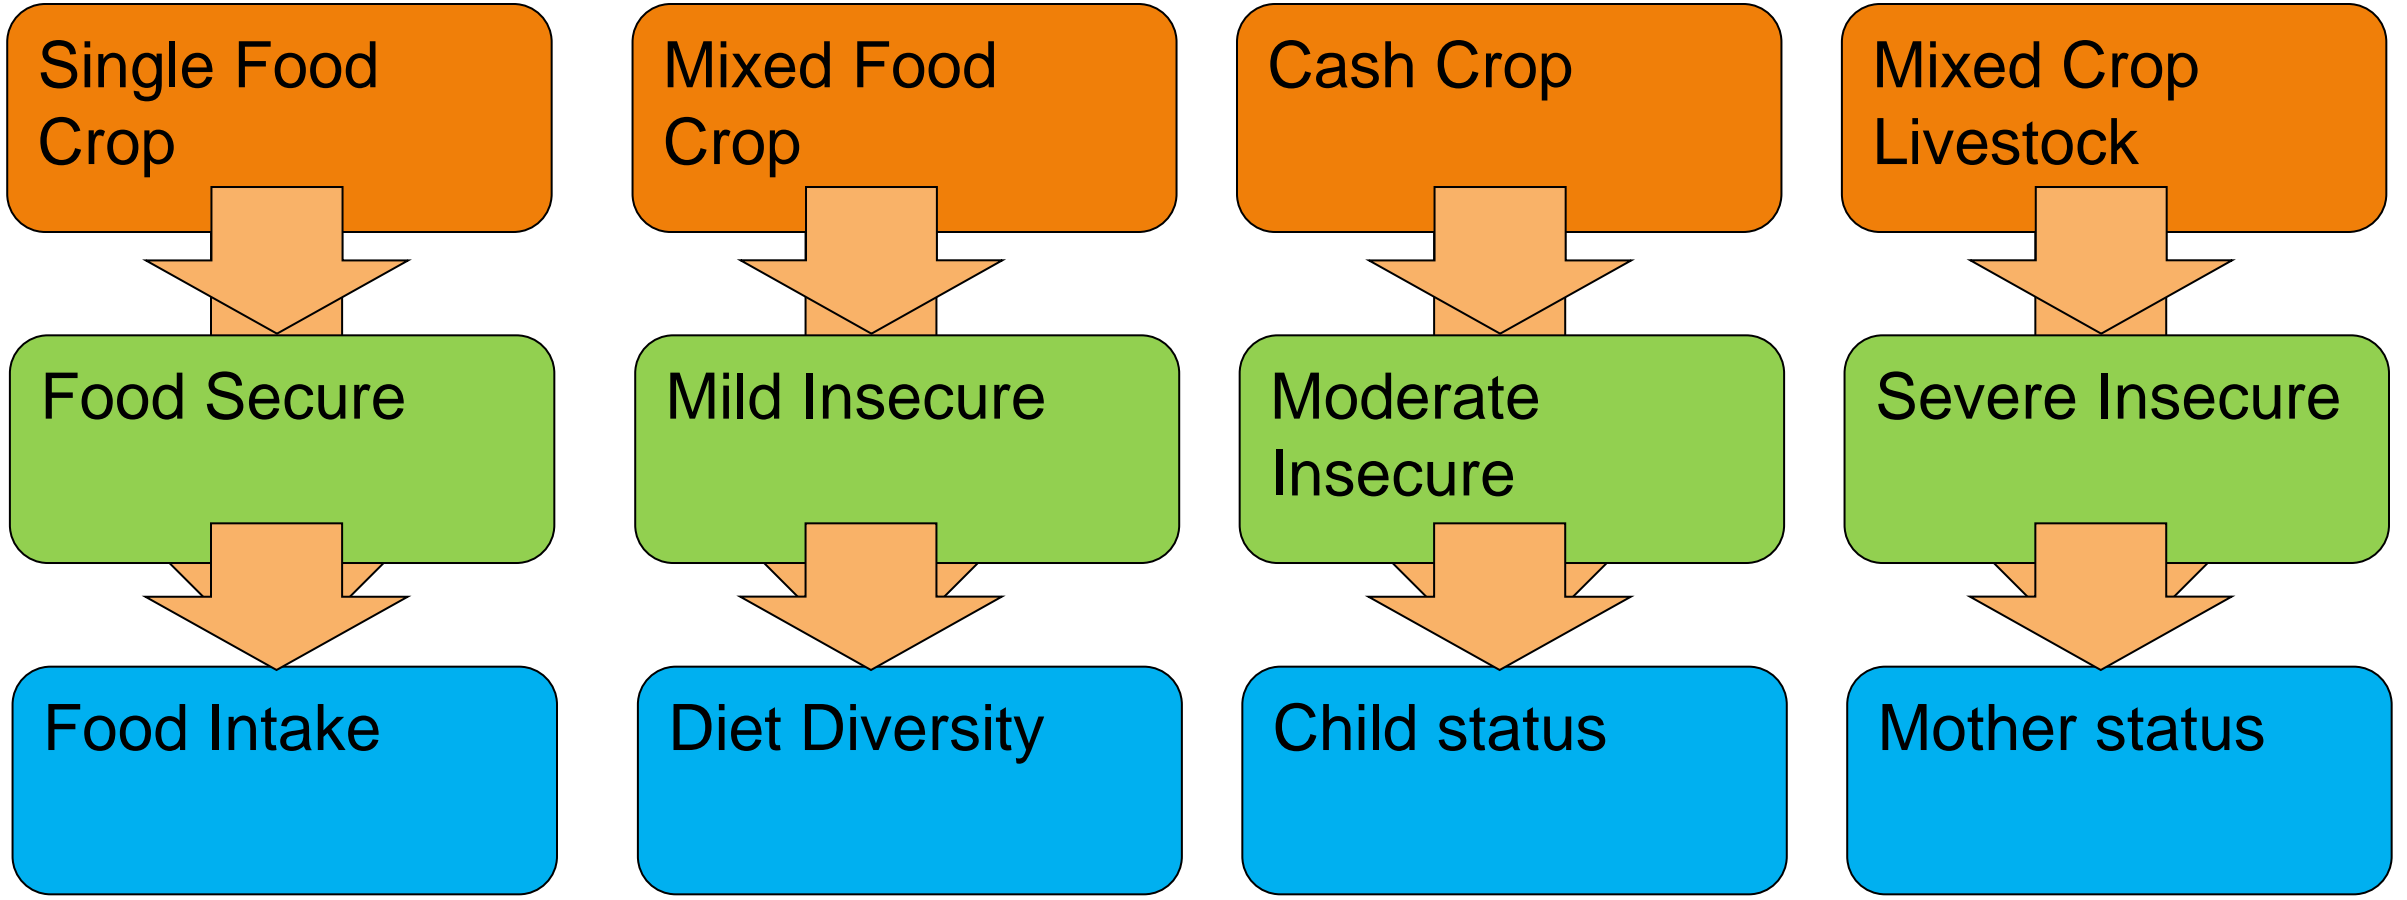 Single Food
Crop
Mixed Food
Crop
Cash Crop
Mixed Crop
Livestock
Food Secure
Mild Insecure
Moderate
Insecure
Severe Insecure
Food Intake
Diet Diversity
Child status
Mother status